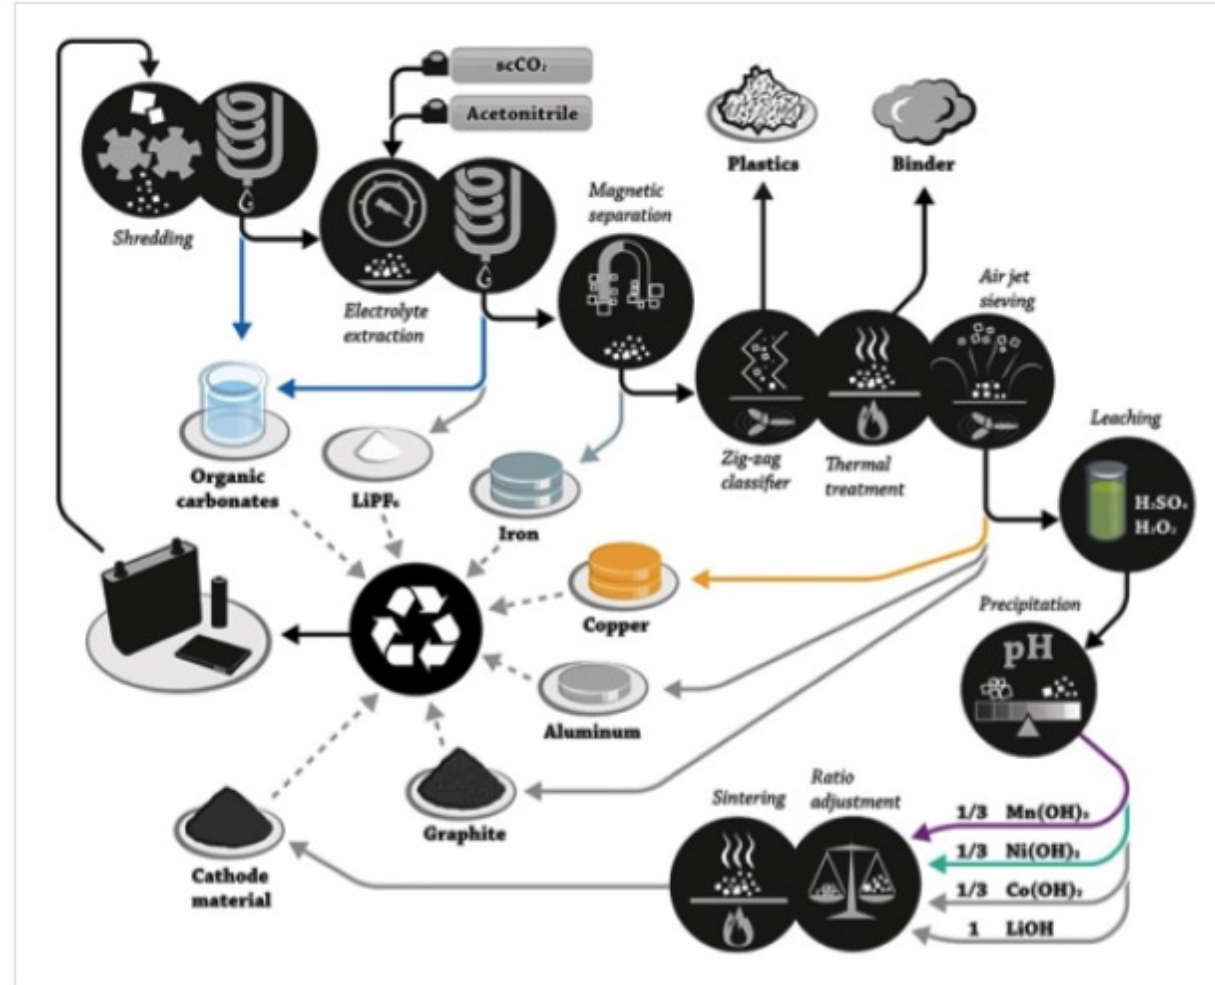 scCO₂
Acetonitrile
Shredding
Electrolyte
extraction
Magnetic
separation
Plastics
Binder
Air jet
sieving
Zig-zag
classifier
Thermal
treatment
Leaching
H₂SO₄
H₂O₂
Organic
carbonates
LiPF₆
Iron
Copper
Aluminum
Graphite
Cathode
material
Precipitation
pH
Sintering
Ratio
adjustment
1/3 Mn(OH)₂
1/3 Ni(OH)₂
1/3 Co(OH)₂
1 LiOH